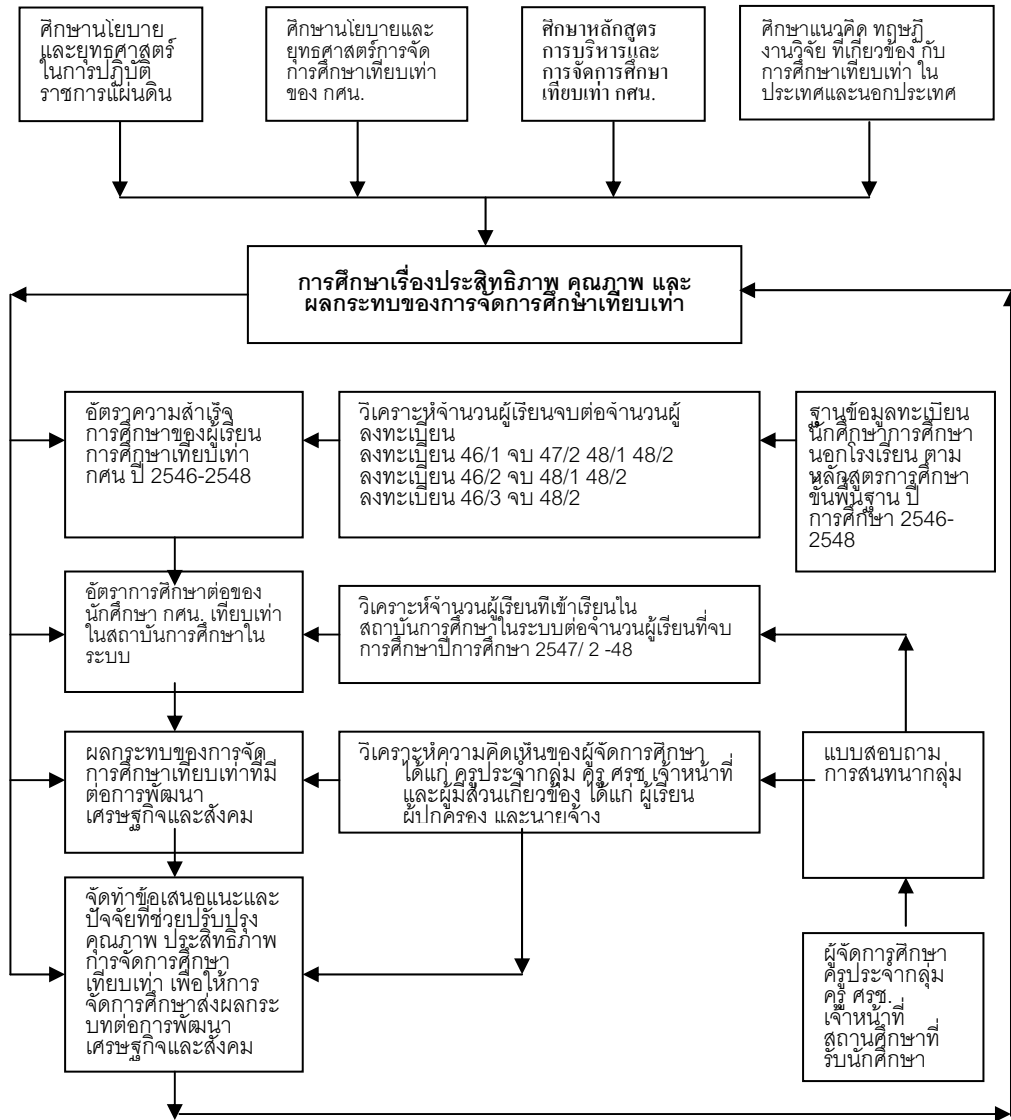 ศึกษานโยบาย
และยุทธศาสตร์
ในการปฏิบัติ
ราชการแผ่นดิน
ศึกษานโยบายและ
ยุทธศาสตร์การจัด
การศึกษาเทียบเท่า
ของ กศน.
ศึกษาหลักสูตร
การบริหารและ
การจัดการศึกษา
เทียบเท่า กศน.
ศึกษาแนวคิด ทฤษฎี
งานวิจัย ที่เกี่ยวข้อง กับ
การศึกษาเทียบเท่า ใน
ประเทศและนอกประเทศ
การศึกษาเรื่องประสิทธิภาพ คุณภาพ และ
ผลกระทบของการจัดการศึกษาเทียบเท่า
อัตราความสำเร็จ
การศึกษาของผู้เรียน
การศึกษาเทียบเท่า
กศน ปี 2546-2548
วิเคราะห์จำนวนผู้เรียนจบต่อจำนวนผู้
ลงทะเบียน
ลงทะเบียน 46/1 จบ 47/2 48/1 48/2
ลงทะเบียน 46/2 จบ 48/1 48/2
ลงทะเบียน 46/3 จบ 48/2
ฐานข้อมูลทะเบียน
นักศึกษาการศึกษา
นอกโรงเรียน ตาม
หลักสูตรการศึกษา
ขั้นพื้นฐาน ปี
การศึกษา 2546-
2548
อัตราการศึกษาต่อของ
นักศึกษา กศน. เทียบเท่า
ในสถาบันการศึกษาใน
ระบบ
วิเคราะห์จำนวนผู้เรียนที่เข้าเรียนใน
สถาบันการศึกษาในระบบต่อจำนวนผู้เรียนที่จบ
การศึกษาปีการศึกษา 2547/ 2 -48
ผลกระทบของการจัด
การศึกษาเทียบเท่าที่มี
ต่อการพัฒนา
เศรษฐกิจและสังคม
วิเคราะห์ความคิดเห็นของผู้จัดการศึกษา
ได้แก่ ครูประจำกลุ่ม ครู ศรช เจ้าหน้าที่
และผู้มีส่วนเกี่ยวข้อง ได้แก่ ผู้เรียน
ผู้ปกครอง และนายจ้าง
แบบสอบถาม
การสนทนากลุ่ม
จัดทำข้อเสนอแนะและ
ปัจจัยที่ช่วยปรับปรุง
คุณภาพ ประสิทธิภาพ
การจัดการศึกษา
เทียบเท่า เพื่อให้การ
จัดการศึกษาส่งผลกระ
บทต่อการพัฒนา
เศรษฐกิจและสังคม
ผู้จัดการศึกษา
ครูประจำกลุ่ม
ครู ศรช.
เจ้าหน้าที่
สถานศึกษาที่
รับนักศึกษา